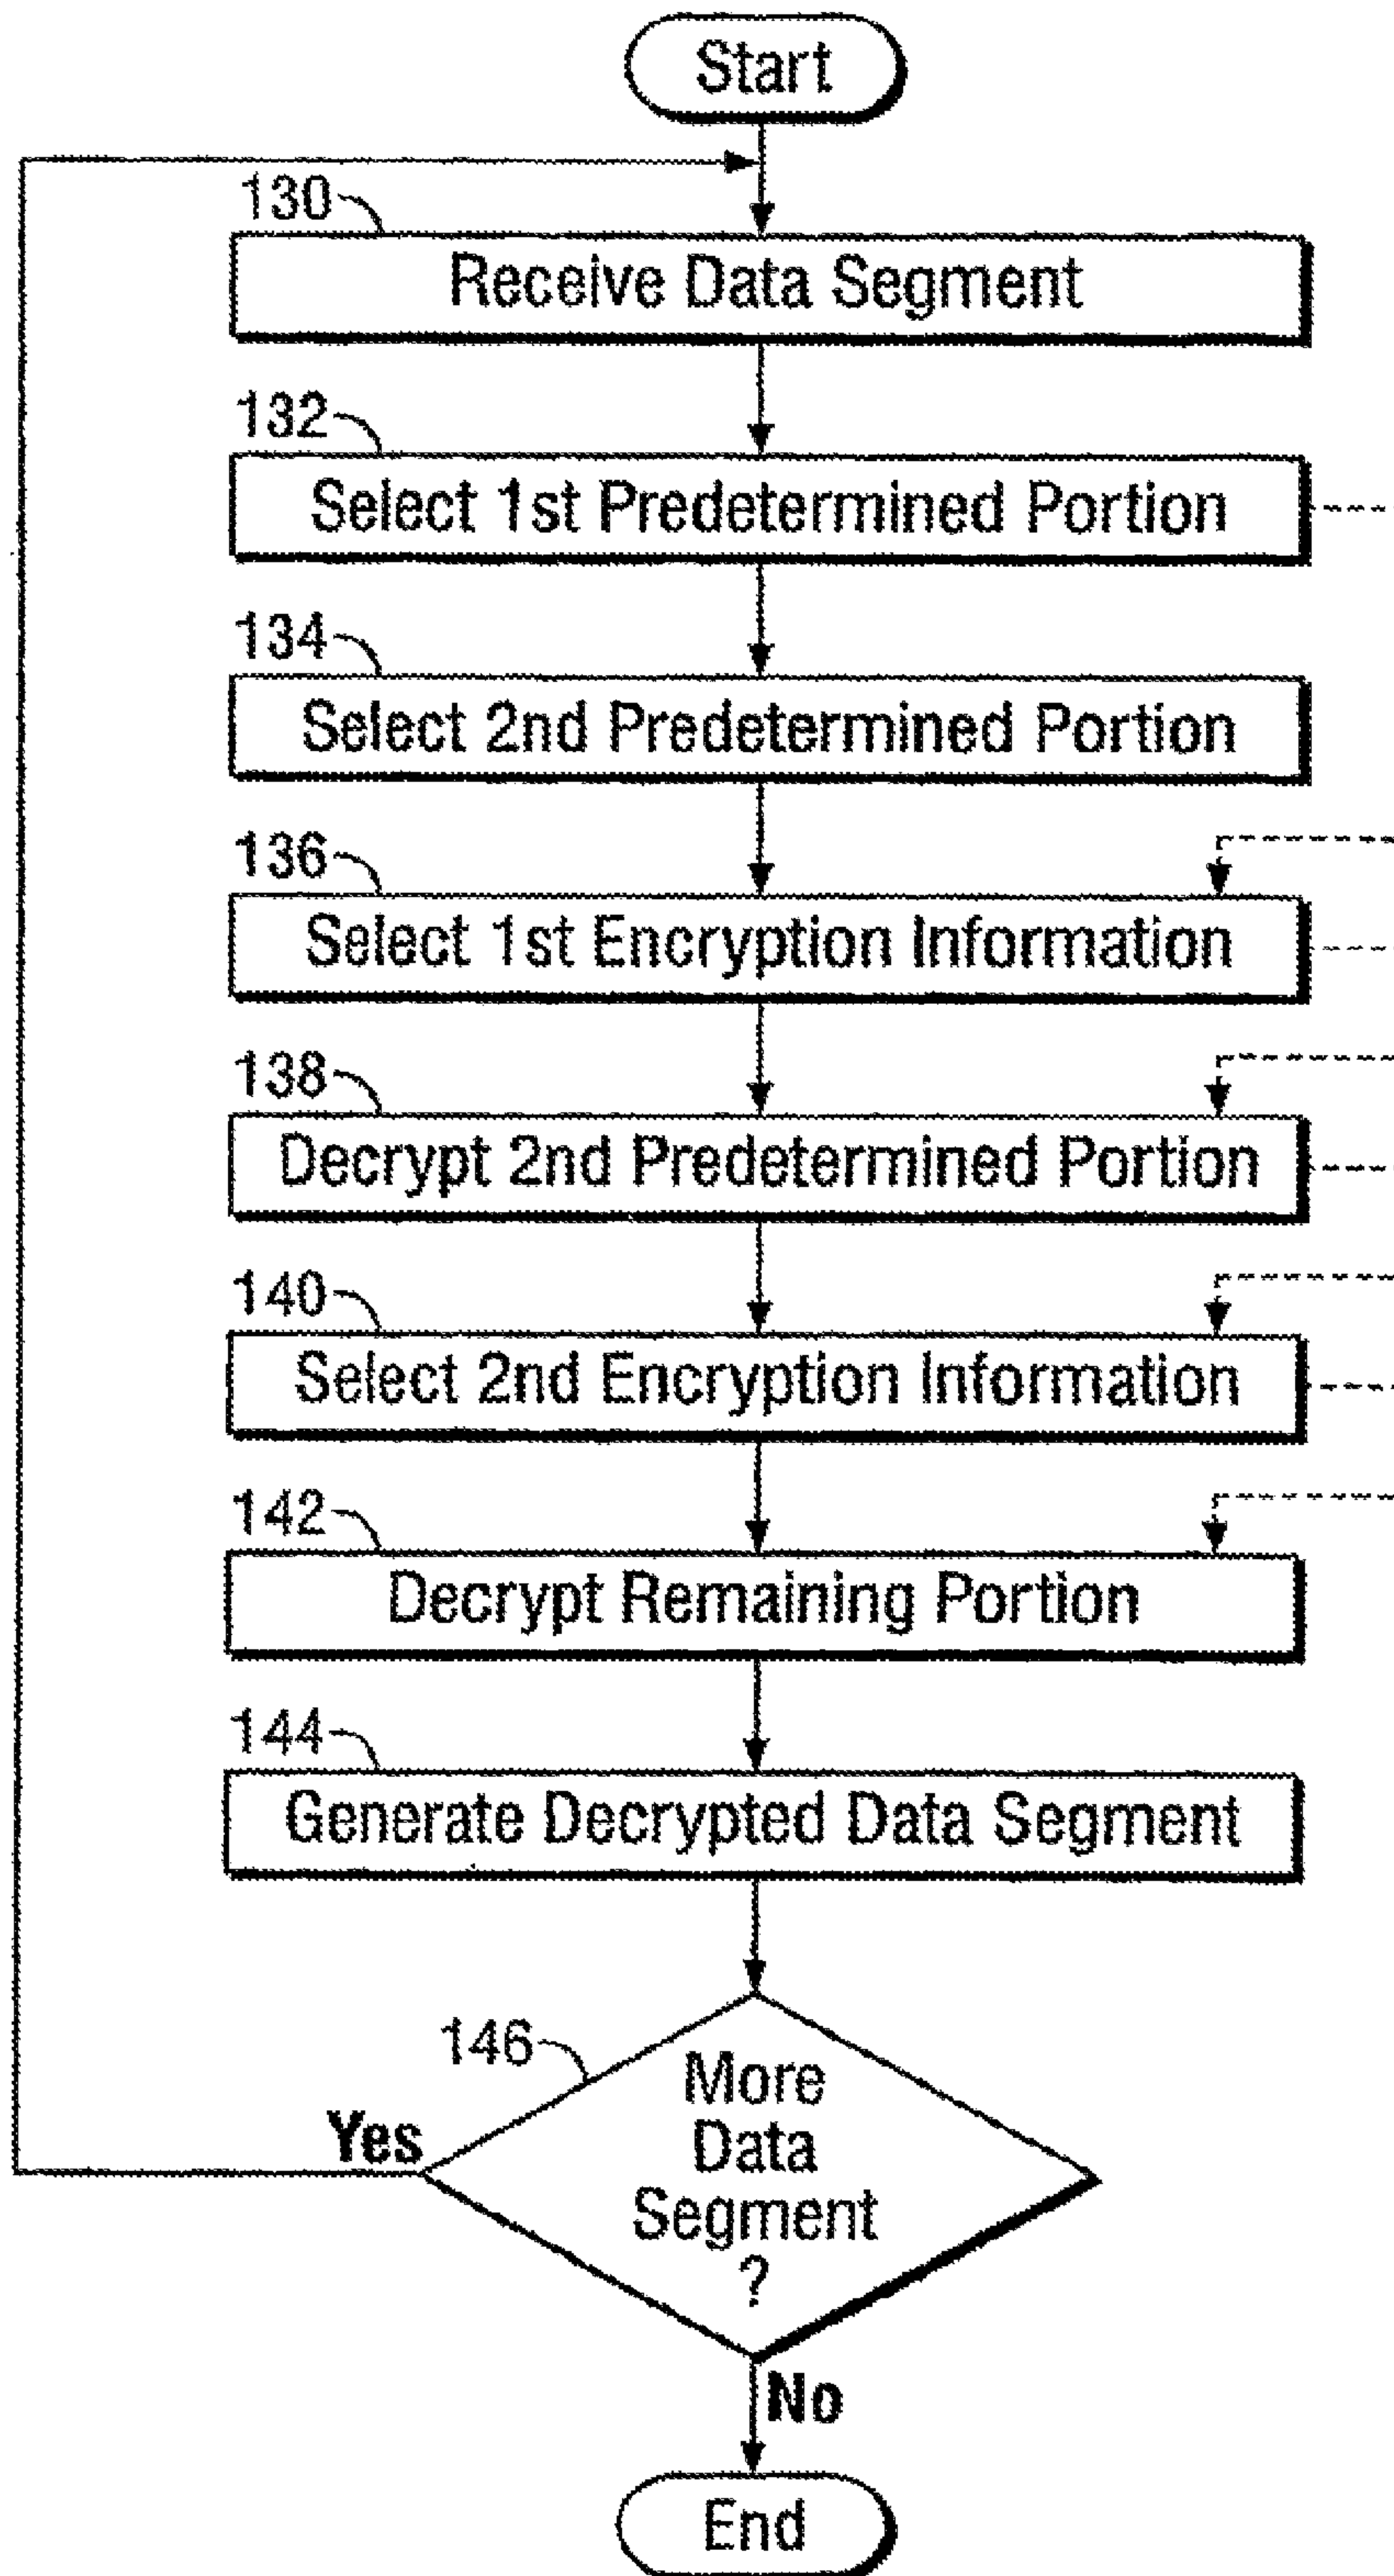 Start
130
Receive Data Segment
132
Select 1st Predetermined Portion
134
Select 2nd Predetermined Portion
136
Select 1st Encryption Information
138
Decrypt 2nd Predetermined Portion
140
Select 2nd Encryption Information
142
Decrypt Remaining Portion
144
Generate Decrypted Data Segment
146
More
Data
Segment
?
Yes
No
End